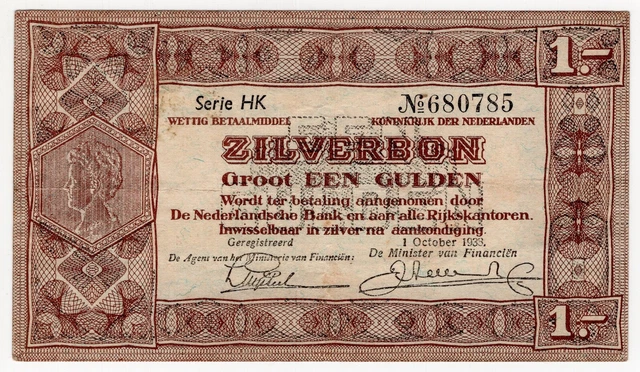 1.-
Serie HK № 680785
WETTIG BETAALMIDDEL KONINKRIJK DER NEDERLANDEN
ZILVERBON
Groot EEN GULDEN
Wordt ter betaling aangenomen door
De Nederlandsche Bank en aan alle Rijkskantoren.
Inwisselbaar in zilver na aankondiging.
Geregistreerd 1 October 1938.
De Agent van het Ministerie van Financiën: De Minister van Financiën
1.-